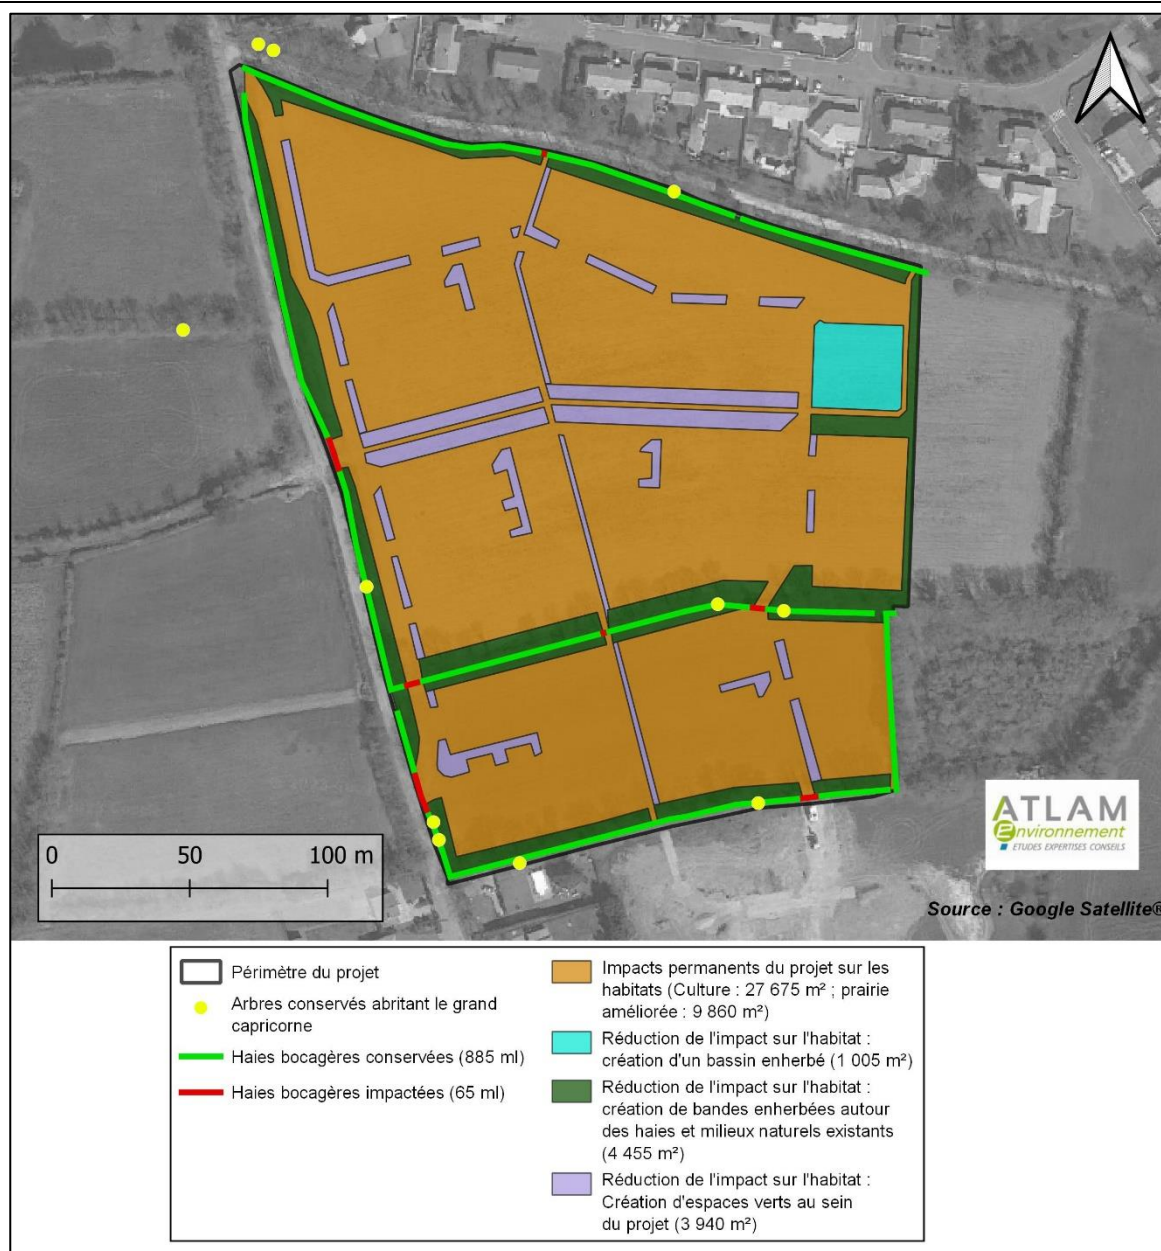 ATLAM
Environnement
ETUDES EXPERTISES CONSEILS
0 50 100 m
Source : Google Satellite®
Périmètre du projet
Arbres conservés abritant le grand
capricorne
Haies bocagères conservées (885 ml)
Haies bocagères impactées (65 ml)
Impacts permanents du projet sur les
habitats (Culture : 27 675 m² ; prairie
améliorée : 9 860 m²)
Réduction de l'impact sur l'habitat :
création d'un bassin enherbé (1 005 m²)
Réduction de l'impact sur l'habitat :
création de bandes enherbées autour
des haies et milieux naturels existants
(4 455 m²)
Réduction de l'impact sur l'habitat :
Création d'espaces verts au sein
du projet (3 940 m²)